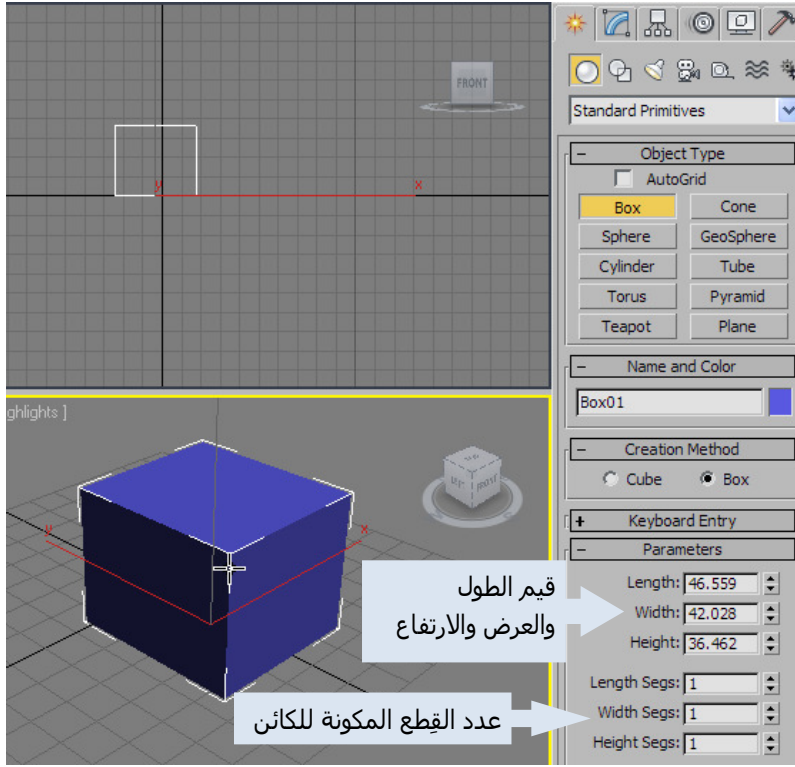 FRONT
y
x
Standard Primitives
− Object Type
AutoGrid
Box Cone
Sphere GeoSphere
Cylinder Tube
Torus Pyramid
Teapot Plane
− Name and Color
Box01
− Creation Method
Cube Box
+ Keyboard Entry
− Parameters
Length: 46.559
Width: 42.028
Height: 36.462
Length Segs: 1
Width Segs: 1
Height Segs: 1
ghlights ]
FRONT
y
x
قيم الطول
والعرض والارتفاع
عدد القِطع المكونة للكائن